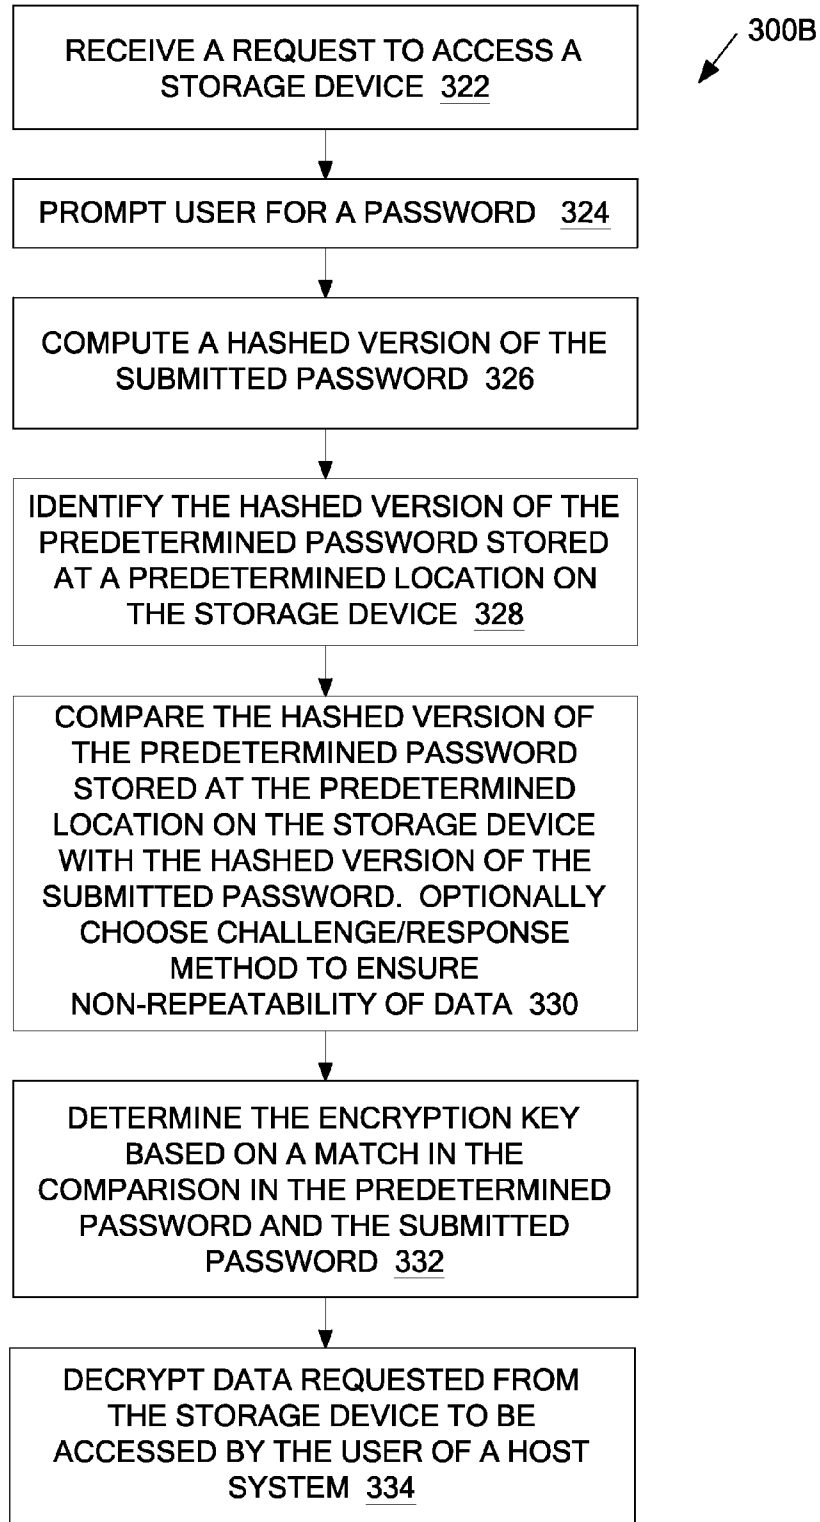 300B
RECEIVE A REQUEST TO ACCESS A
STORAGE DEVICE 322
PROMPT USER FOR A PASSWORD 324
COMPUTE A HASHED VERSION OF THE
SUBMITTED PASSWORD 326
IDENTIFY THE HASHED VERSION OF THE
PREDETERMINED PASSWORD STORED
AT A PREDETERMINED LOCATION ON
THE STORAGE DEVICE 328
COMPARE THE HASHED VERSION OF
THE PREDETERMINED PASSWORD
STORED AT THE PREDETERMINED
LOCATION ON THE STORAGE DEVICE
WITH THE HASHED VERSION OF THE
SUBMITTED PASSWORD. OPTIONALLY
CHOOSE CHALLENGE/RESPONSE
METHOD TO ENSURE
NON-REPEATABILITY OF DATA 330
DETERMINE THE ENCRYPTION KEY
BASED ON A MATCH IN THE
COMPARISON IN THE PREDETERMINED
PASSWORD AND THE SUBMITTED
PASSWORD 332
DECRYPT DATA REQUESTED FROM
THE STORAGE DEVICE TO BE
ACCESSED BY THE USER OF A HOST
SYSTEM 334